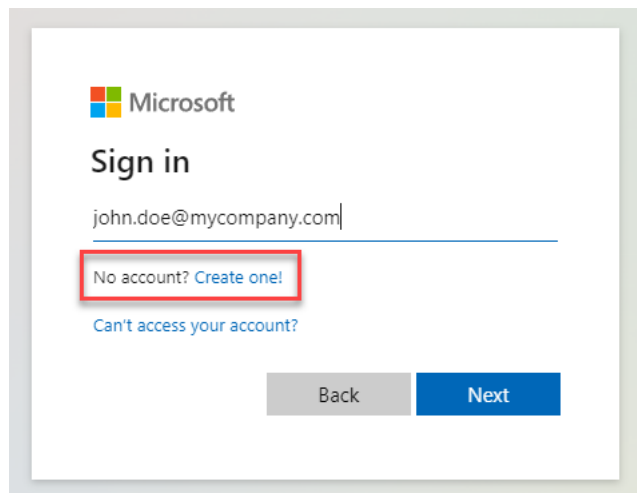 Microsoft
Sign in
john.doe@mycompany.com
No account? Create one!
Can't access your account?
Back
Next